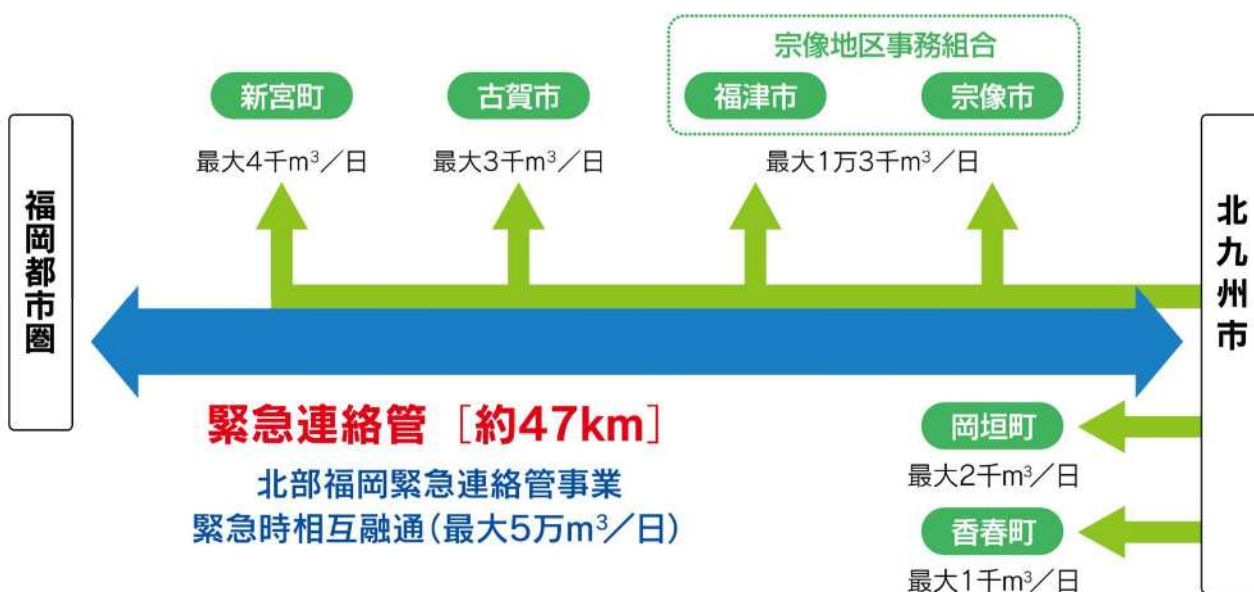 宗像地区事務組合
新宮町
古賀市
福津市
宗像市
最大4千m³／日
最大3千m³／日
最大1万3千m³／日
福岡都市圏
北九州市
緊急連絡管［約47km］
北部福岡緊急連絡管事業
緊急時相互融通（最大5万m³／日）
岡垣町
最大2千m³／日
香春町
最大1千m³／日